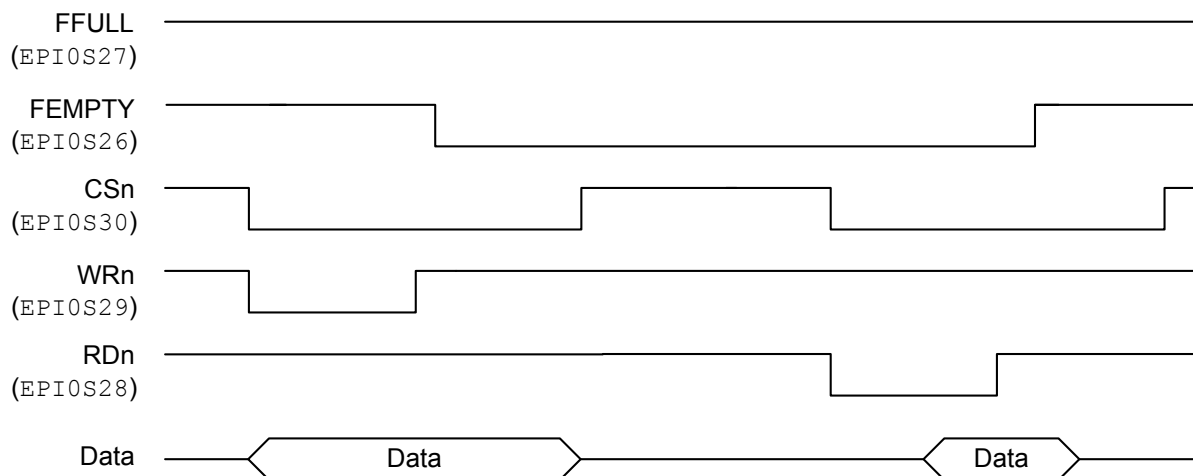 FFULL
(EPI0S27)
FEMPTY
(EPI0S26)
CSn
(EPI0S30)
WRn
(EPI0S29)
RDn
(EPI0S28)
Data Data Data